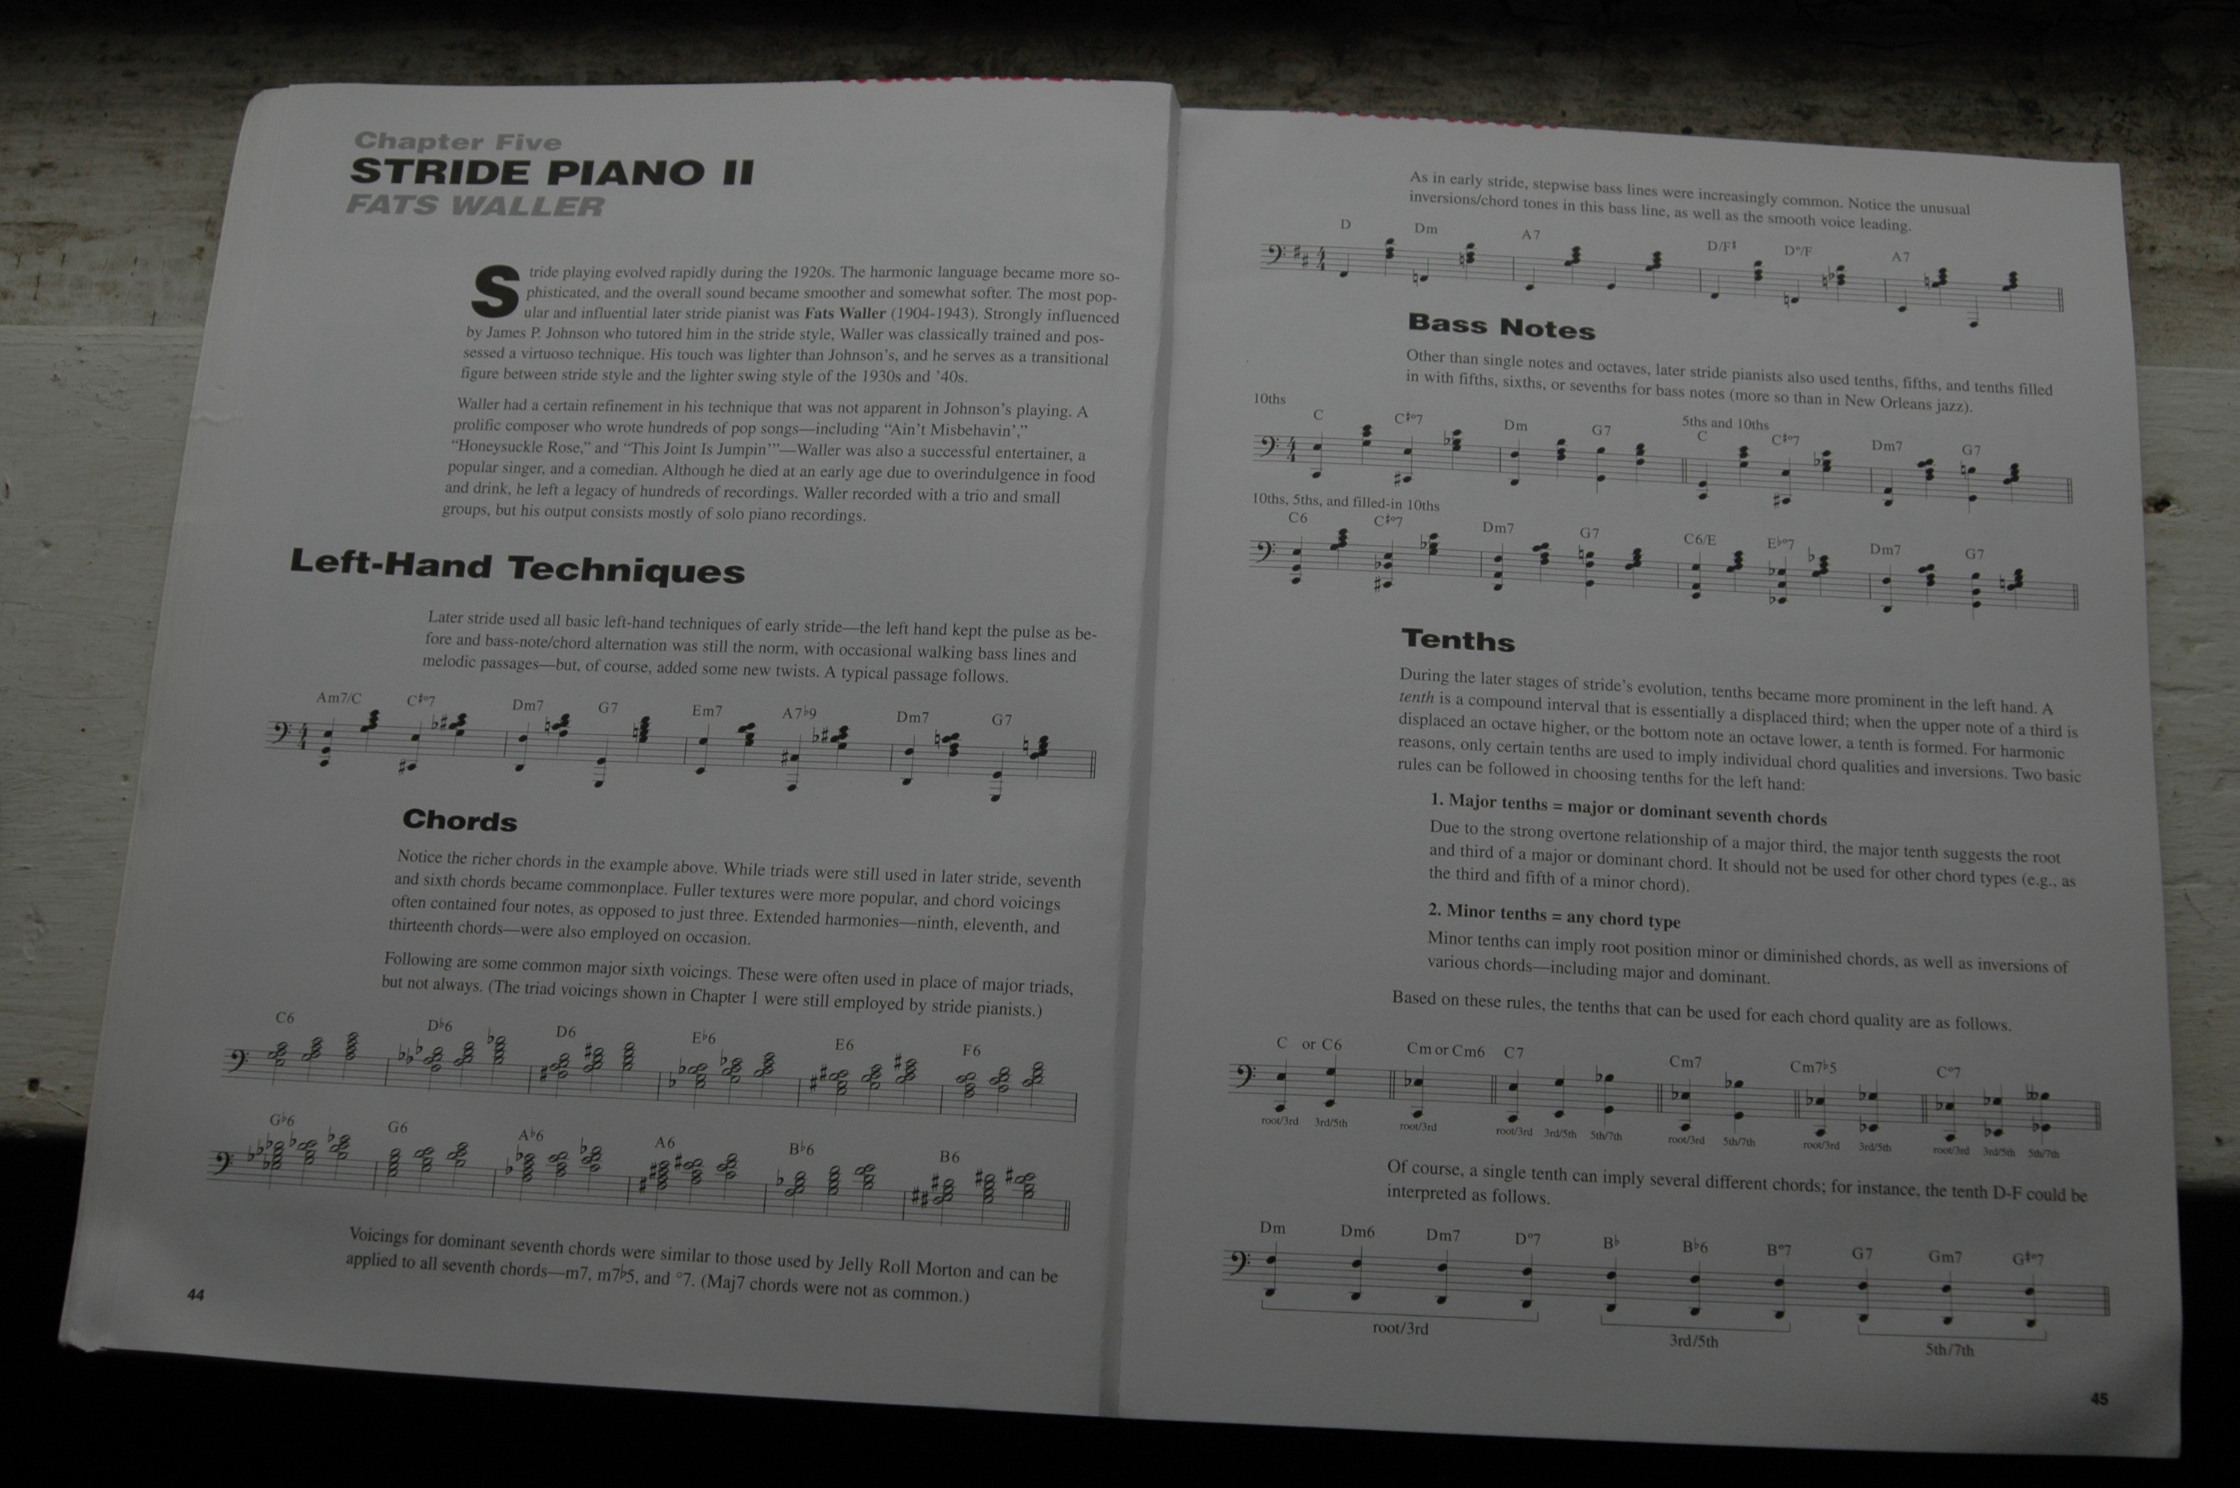 Chapter Five
STRIDE PIANO II
FATS WALLER
Stride playing evolved rapidly during the 1920s. The harmonic language became more so-
phisticated, and the overall sound became smoother and somewhat softer. The most pop-
ular and influential later stride pianist was Fats Waller (1904-1943). Strongly influenced
by James P. Johnson who tutored him in the stride style, Waller was classically trained and pos-
sessed a virtuoso technique. His touch was lighter than Johnson's, and he serves as a transitional
figure between stride style and the lighter swing style of the 1930s and '40s.
Waller had a certain refinement in his technique that was not apparent in Johnson's playing. A
prolific composer who wrote hundreds of pop songs—including “Ain't Misbehavin',”
“Honeysuckle Rose,” and “This Joint Is Jumpin'”—Waller was also a successful entertainer, a
popular singer, and a comedian. Although he died at an early age due to overindulgence in food
and drink, he left a legacy of hundreds of recordings. Waller recorded with a trio and small
groups, but his output consists mostly of solo piano recordings.
Left-Hand Techniques
Later stride used all basic left-hand techniques of early stride—the left hand kept the pulse as be-
fore and bass-note/chord alternation was still the norm, with occasional walking bass lines and
melodic passages—but, of course, added some new twists. A typical passage follows.
Am7/C C♯°7 Dm7 G7 Em7 A7♭9 Dm7 G7
Chords
Notice the richer chords in the example above. While triads were still used in later stride, seventh
and sixth chords became commonplace. Fuller textures were more popular, and chord voicings
often contained four notes, as opposed to just three. Extended harmonies—ninth, eleventh, and
thirteenth chords—were also employed on occasion.
Following are some common major sixth voicings. These were often used in place of major triads,
but not always. (The triad voicings shown in Chapter 1 were still employed by stride pianists.)
C6 D♭6 D6 E♭6 E6 F6
G♭6 G6 A♭6 A6 B♭6 B6
Voicings for dominant seventh chords were similar to those used by Jelly Roll Morton and can be
applied to all seventh chords—m7, m7♭5, and °7. (Maj7 chords were not as common.)
44
As in early stride, stepwise bass lines were increasingly common. Notice the unusual
inversions/chord tones in this bass line, as well as the smooth voice leading.
D Dm A7 D/F♯ D°/F A7
Bass Notes
Other than single notes and octaves, later stride pianists also used tenths, fifths, and tenths filled
in with fifths, sixths, or sevenths for bass notes (more so than in New Orleans jazz).
10ths 5ths and 10ths
C C♯°7 Dm G7 C C♯°7 Dm7 G7
10ths, 5ths, and filled-in 10ths
C6 C♯°7 Dm7 G7 C6/E E♭°7 Dm7 G7
Tenths
During the later stages of stride's evolution, tenths became more prominent in the left hand. A
tenth is a compound interval that is essentially a displaced third; when the upper note of a third is
displaced an octave higher, or the bottom note an octave lower, a tenth is formed. For harmonic
reasons, only certain tenths are used to imply individual chord qualities and inversions. Two basic
rules can be followed in choosing tenths for the left hand:
1. Major tenths = major or dominant seventh chords
Due to the strong overtone relationship of a major third, the major tenth suggests the root
and third of a major or dominant chord. It should not be used for other chord types (e.g., as
the third and fifth of a minor chord).
2. Minor tenths = any chord type
Minor tenths can imply root position minor or diminished chords, as well as inversions of
various chords—including major and dominant.
Based on these rules, the tenths that can be used for each chord quality are as follows.
C or C6 Cm or Cm6 C7 Cm7 Cm7♭5 C°7
root/3rd 3rd/5th root/3rd root/3rd 3rd/5th 5th/7th root/3rd 5th/7th root/3rd 3rd/5th root/3rd 3rd/5th 5th/7th
Of course, a single tenth can imply several different chords; for instance, the tenth D-F could be
interpreted as follows.
Dm Dm6 Dm7 D°7 B♭ B♭6 B°7 G7 Gm7 G♯°7
root/3rd 3rd/5th 5th/7th
45